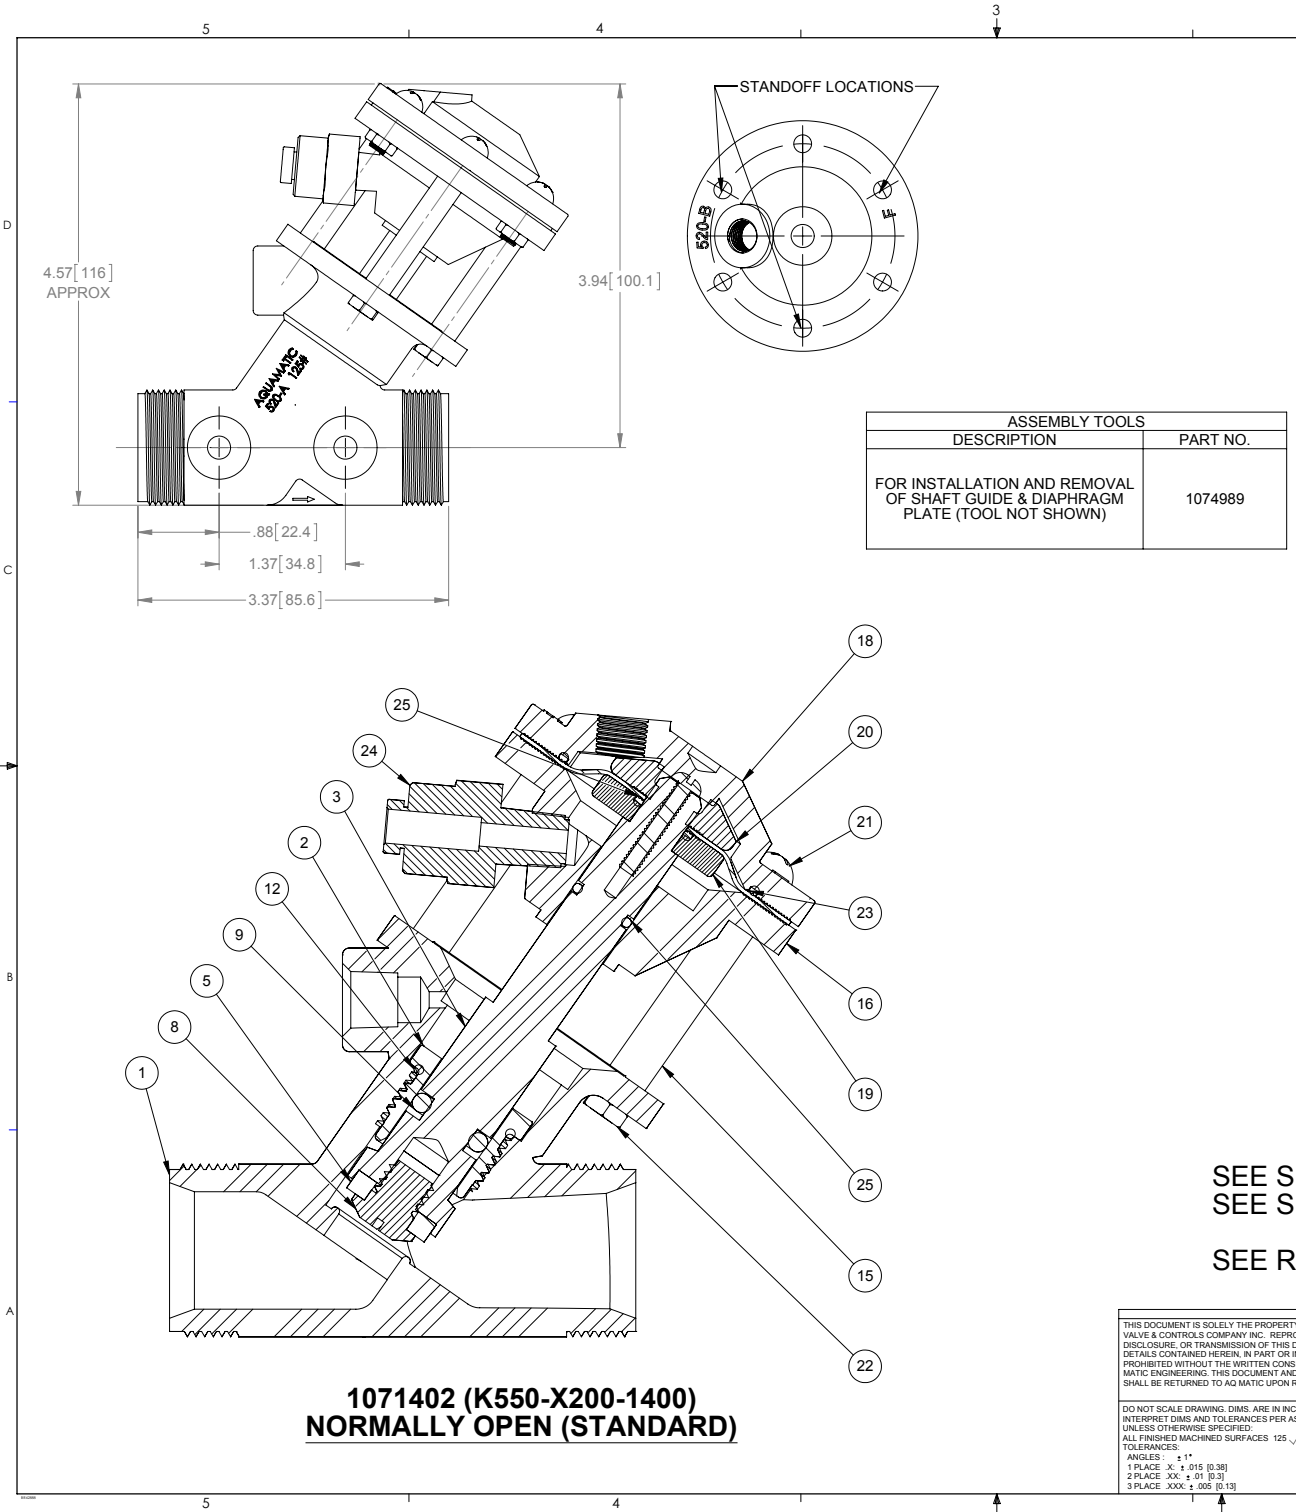 5
4
3
D
C
B
A
STANDOFF LOCATIONS
520-B
F
4.57[116]
APPROX
3.94[100.1]
AQUAMATIC
520-A 125#
.88[22.4]
1.37[34.8]
3.37[85.6]
ASSEMBLY TOOLS
DESCRIPTION PART NO.
FOR INSTALLATION AND REMOVAL
OF SHAFT GUIDE & DIAPHRAGM
PLATE (TOOL NOT SHOWN)
1074989
18
25
20
24
3
21
2
12
23
9
16
5
8
19
1
25
15
22
1071402 (K550-X200-1400)
NORMALLY OPEN (STANDARD)
SEE S
SEE S
SEE R
THIS DOCUMENT IS SOLELY THE PROPERTY
VALVE & CONTROLS COMPANY INC. REPRO
DISCLOSURE, OR TRANSMISSION OF THIS D
DETAILS CONTAINED HEREIN, IN PART OR I
PROHIBITED WITHOUT THE WRITTEN CONS
MATIC ENGINEERING. THIS DOCUMENT AND
SHALL BE RETURNED TO AQ MATIC UPON R
DO NOT SCALE DRAWING. DIMS. ARE IN INC
INTERPRET DIMS AND TOLERANCES PER AS
UNLESS OTHERWISE SPECIFIED:
ALL FINISHED MACHINED SURFACES 125
TOLERANCES:
ANGLES : ± 1°
1 PLACE .X: ± .015 [0.38]
2 PLACE .XX: ± .01 [0.3]
3 PLACE .XXX: ± .005 [0.13]
5
4